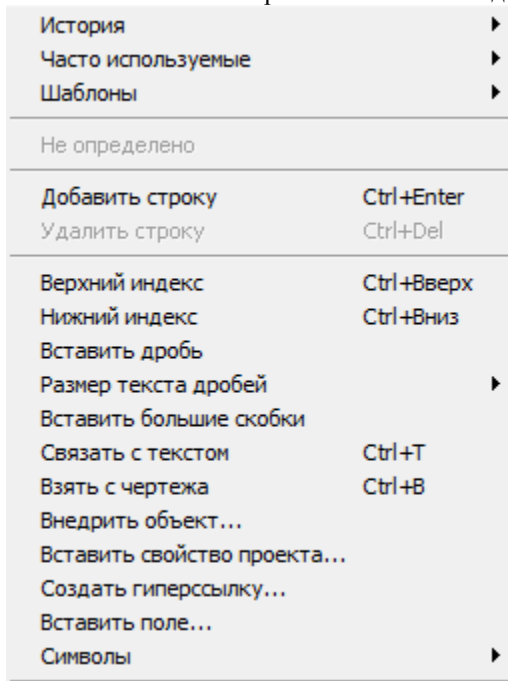 История
Часто используемые
Шаблоны
Не определено
Добавить строку Ctrl+Enter
Удалить строку Ctrl+Del
Верхний индекс Ctrl+Вверх
Нижний индекс Ctrl+Вниз
Вставить дробь
Размер текста дробей
Вставить большие скобки
Связать с текстом Ctrl+T
Взять с чертежа Ctrl+B
Внедрить объект...
Вставить свойство проекта...
Создать гиперссылку...
Вставить поле...
Символы